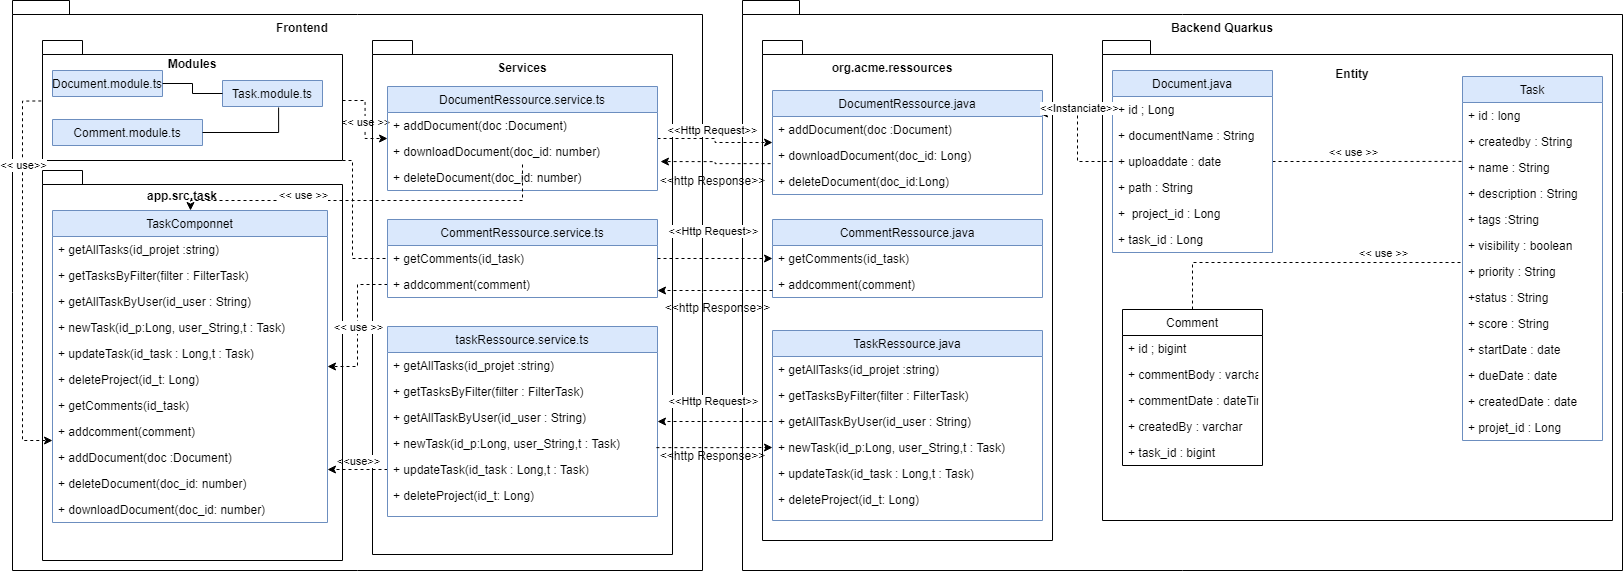 Frontend
Modules
Document.module.ts
Task.module.ts
Comment.module.ts
<< use >>
<< use>>
app.src.task
<< use >>
TaskComponnet
+ getAllTasks(id_projet :string)
+ getTasksByFilter(filter : FilterTask)
+ getAllTaskByUser(id_user : String)
+ newTask(id_p:Long, user_String,t : Task)
+ updateTask(id_task : Long,t : Task)
+ deleteProject(id_t: Long)
+ getComments(id_task)
+ addcomment(comment)
+ addDocument(doc :Document)
+ deleteDocument(doc_id: number)
+ downloadDocument(doc_id: number)
<< use >>
<use>>
Services
DocumentRessource.service.ts
+ addDocument(doc :Document)
+ downloadDocument(doc_id: number)
+ deleteDocument(doc_id: number)
CommentRessource.service.ts
+ getComments(id_task)
+ addcomment(comment)
taskRessource.service.ts
+ getAllTasks(id_projet :string)
+ getTasksByFilter(filter : FilterTask)
+ getAllTaskByUser(id_user : String)
+ newTask(id_p:Long, user_String,t : Task)
+ updateTask(id_task : Long,t : Task)
+ deleteProject(id_t: Long)
<<Http Request>>
<<http Response>>
<<Http Request>>
<<http Response>>
<<Http Request>>
<<http Response>>
Backend Quarkus
org.acme.ressources
DocumentRessource.java
+ addDocument(doc :Document)
+ downloadDocument(doc_id: Long)
+ deleteDocument(doc_id:Long)
CommentRessource.java
+ getComments(id_task)
+ addcomment(comment)
TaskRessource.java
+ getAllTasks(id_projet :string)
+ getTasksByFilter(filter : FilterTask)
+ getAllTaskByUser(id_user : String)
+ newTask(id_p:Long, user_String,t : Task)
+ updateTask(id_task : Long,t : Task)
+ deleteProject(id_t: Long)
<<Instanciate>>
Entity
Document.java
+ id ; Long
+ documentName : String
+ uploaddate : date
+ path : String
+ project_id : Long
+ task_id : Long
<< use >>
<< use >>
Comment
+ id ; bigint
+ commentBody : varcha
+ commentDate : dateTi
+ createdBy : varchar
+ task_id : bigint
Task
+ id : long
+ createdby : String
+ name : String
+ description : String
+ tags :String
+ visibility : boolean
+ priority : String
+status : String
+ score : String
+ startDate : date
+ dueDate : date
+ createdDate : date
+ projet_id : Long